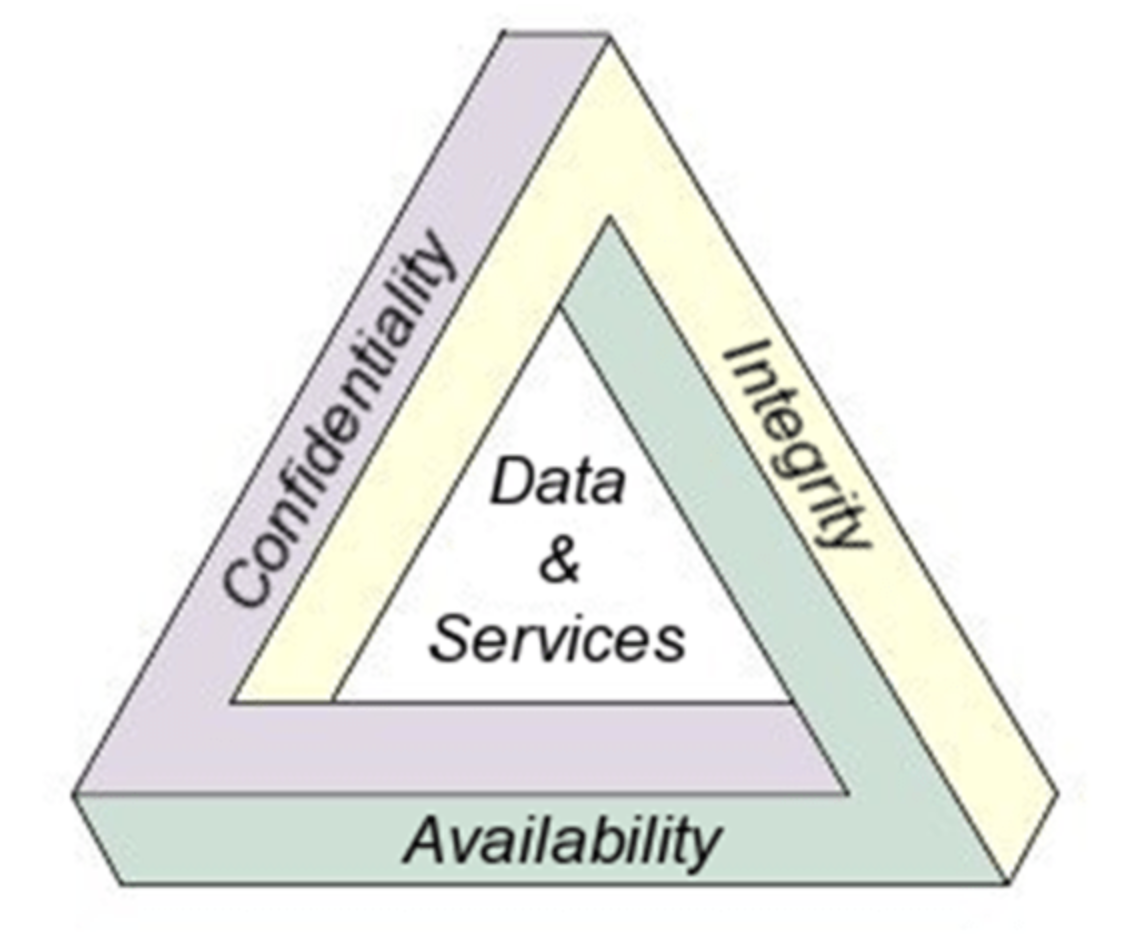 Confidentiality
Integrity
Data
&
Services
Availability